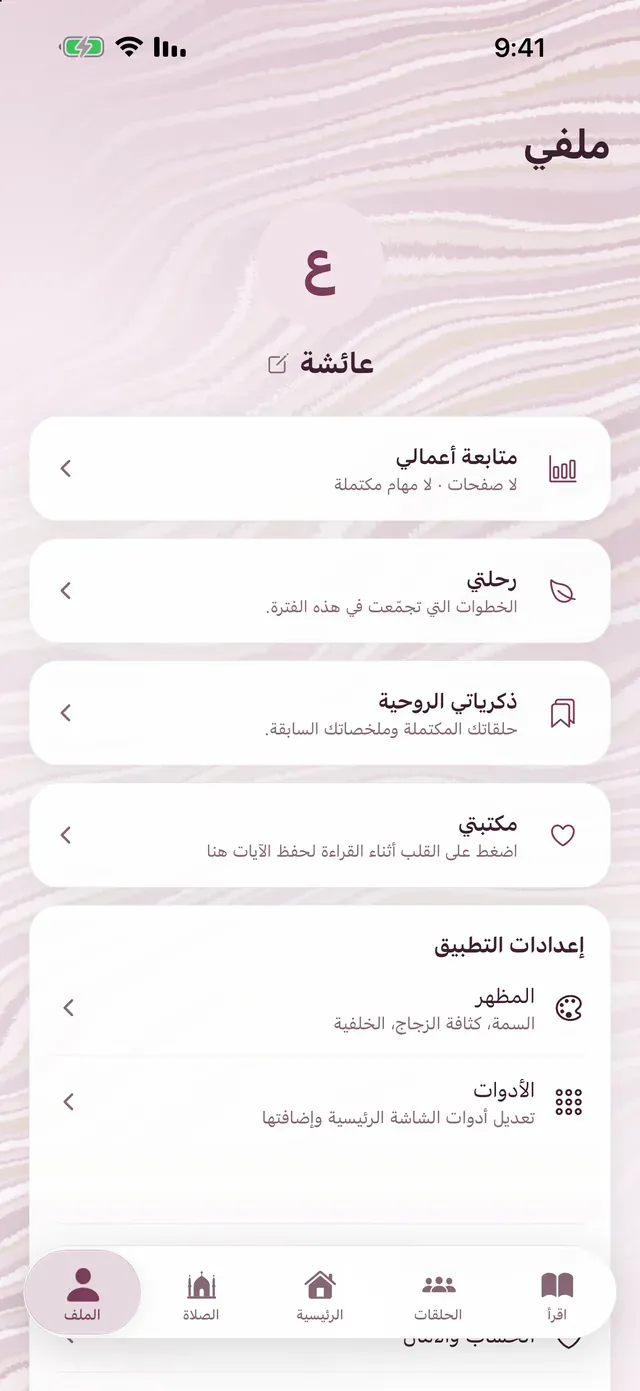 9:41
ملفي
ع
عائشة
متابعة أعمالي
لا صفحات · لا مهام مكتملة
رحلتي
الخطوات التي تجمّعت في هذه الفترة.
ذكرياتي الروحية
حلقاتك المكتملة وملخصاتك السابقة.
مكتبتي
اضغط على القلب أثناء القراءة لحفظ الآيات هنا
إعدادات التطبيق
المظهر
السمة، كثافة الزجاج، الخلفية
الأدوات
تعديل أدوات الشاشة الرئيسية وإضافتها
اقرأ
الحلقات
الرئيسية
الصلاة
الملف